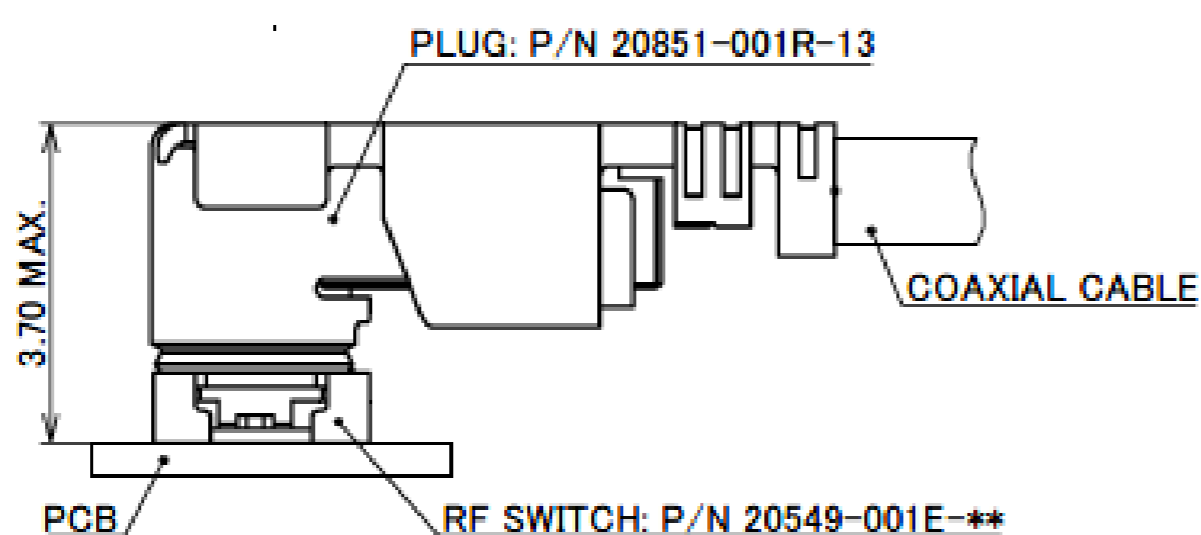 PLUG: P/N 20851-001R-13
3.70 MAX.
COAXIAL CABLE
PCB
RF SWITCH: P/N 20549-001E-**